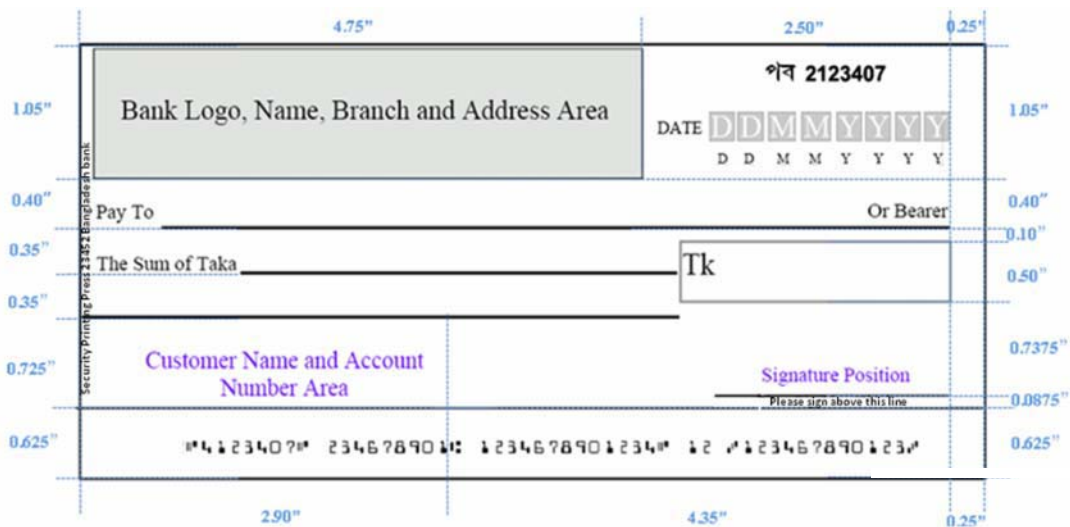 4.75" 2.50" 0.25"
পব 2123407
1.05" Bank Logo, Name, Branch and Address Area 1.05"
DATE D D M M Y Y Y Y
D D M M Y Y Y Y
0.40" Pay To Or Bearer 0.40"
0.10"
0.35" The Sum of Taka Tk 0.50"
0.35"
Security Printing Press 23452 Bangladesh bank
0.725" Customer Name and Account 0.7375"
Number Area
Signature Position
Please sign above this line 0.0875"
0.625" ⑈4123407⑈ 234678901⑆ 1234678901234⑈ 12 ⑇123467890123⑇ 0.625"
2.90" 4.35" 0.25"